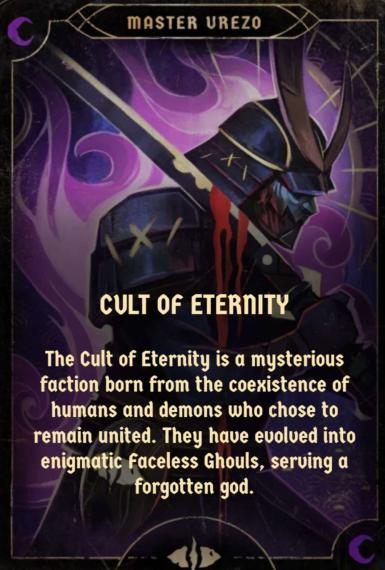 MASTER VREZO
CULT OF ETERNITY
The Cult of Eternity is a mysterious
faction born from the coexistence of
humans and demons who chose to
remain united. They have evolved into
enigmatic Faceless Ghouls, serving a
forgotten god.